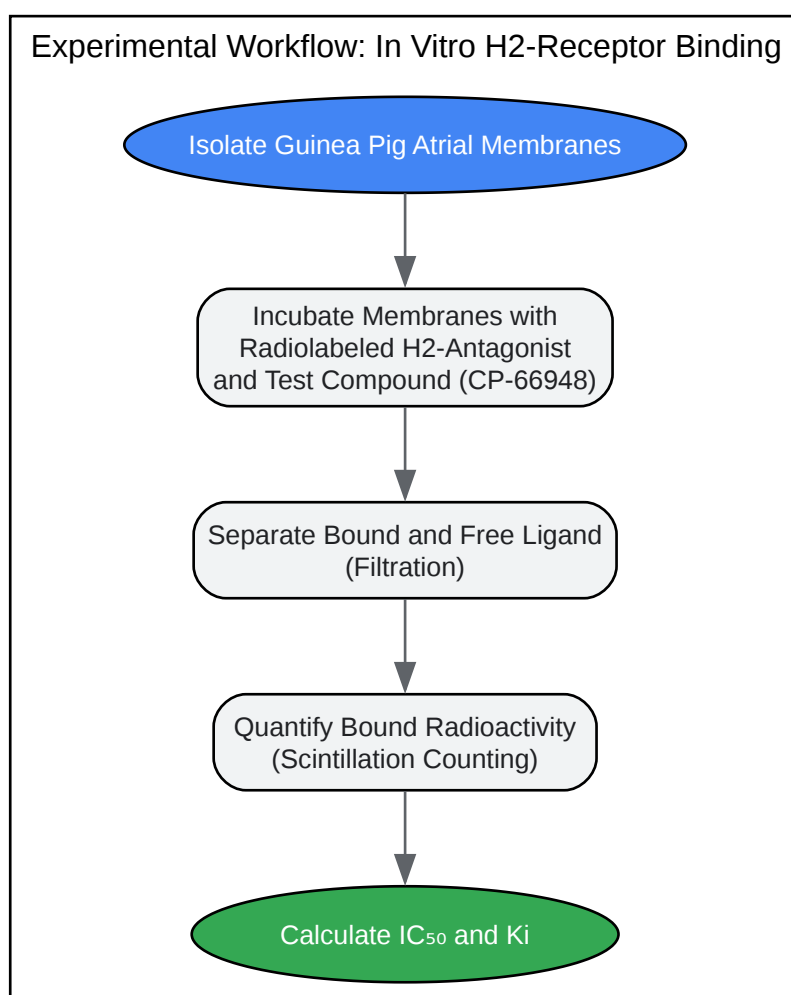 Experimental Workflow: In Vitro H2-Receptor Binding
Isolate Guinea Pig Atrial Membranes
Incubate Membranes with
Radiolabeled H2-Antagonist
and Test Compound (CP-66948)
Separate Bound and Free Ligand
(Filtration)
Quantify Bound Radioactivity
(Scintillation Counting)
Calculate IC₅₀ and Ki